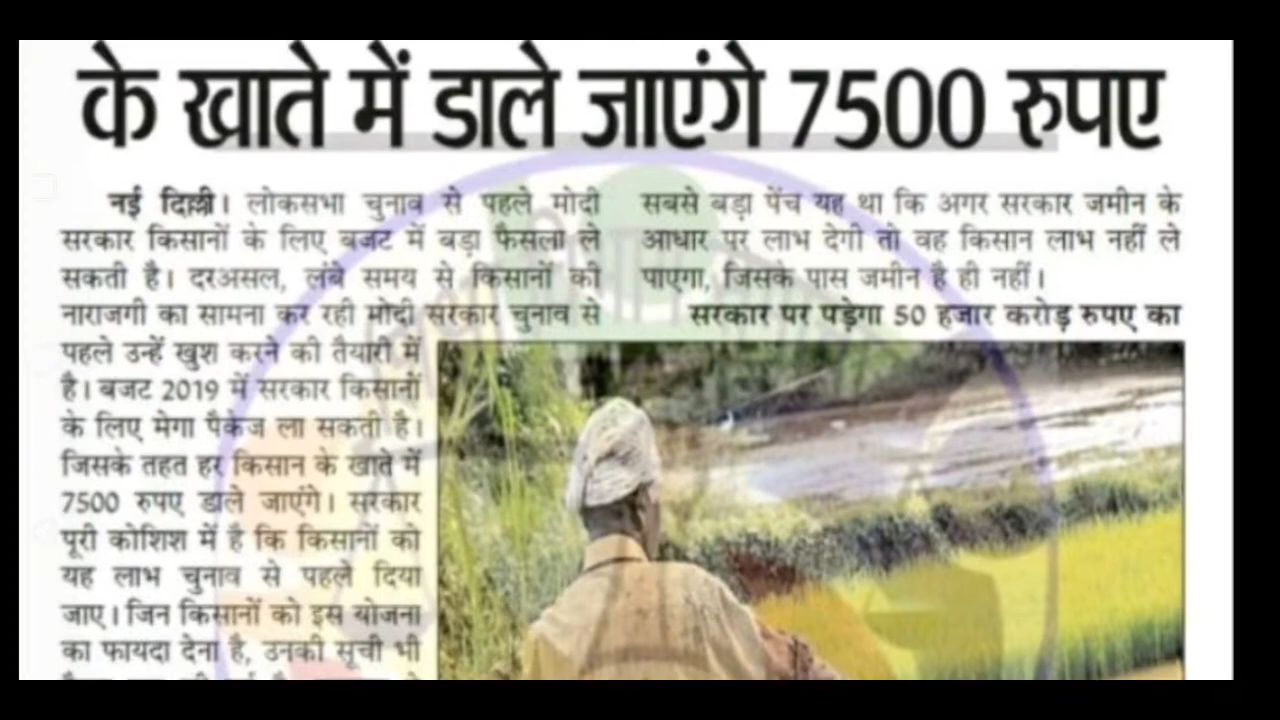 के खाते में डाले जाएंगे 7500 रुपए
नई दिल्ली। लोकसभा चुनाव से पहले मोदी
सरकार किसानों के लिए बजट में बड़ा फैसला ले
सकती है। दरअसल, लंबे समय से किसानों की
नाराजगी का सामना कर रही मोदी सरकार चुनाव से
पहले उन्हें खुश करने की तैयारी में
है। बजट 2019 में सरकार किसानों
के लिए मेगा पैकेज ला सकती है।
जिसके तहत हर किसान के खाते में
7500 रुपए डाले जाएंगे। सरकार
पूरी कोशिश में है कि किसानों को
यह लाभ चुनाव से पहले दिया
जाए। जिन किसानों को इस योजना
का फायदा देना है, उनकी सूची भी
सबसे बड़ा पेंच यह था कि अगर सरकार जमीन के
आधार पर लाभ देगी तो वह किसान लाभ नहीं ले
पाएगा, जिसके पास जमीन है ही नहीं।
सरकार पर पड़ेगा 50 हजार करोड़ रुपए का